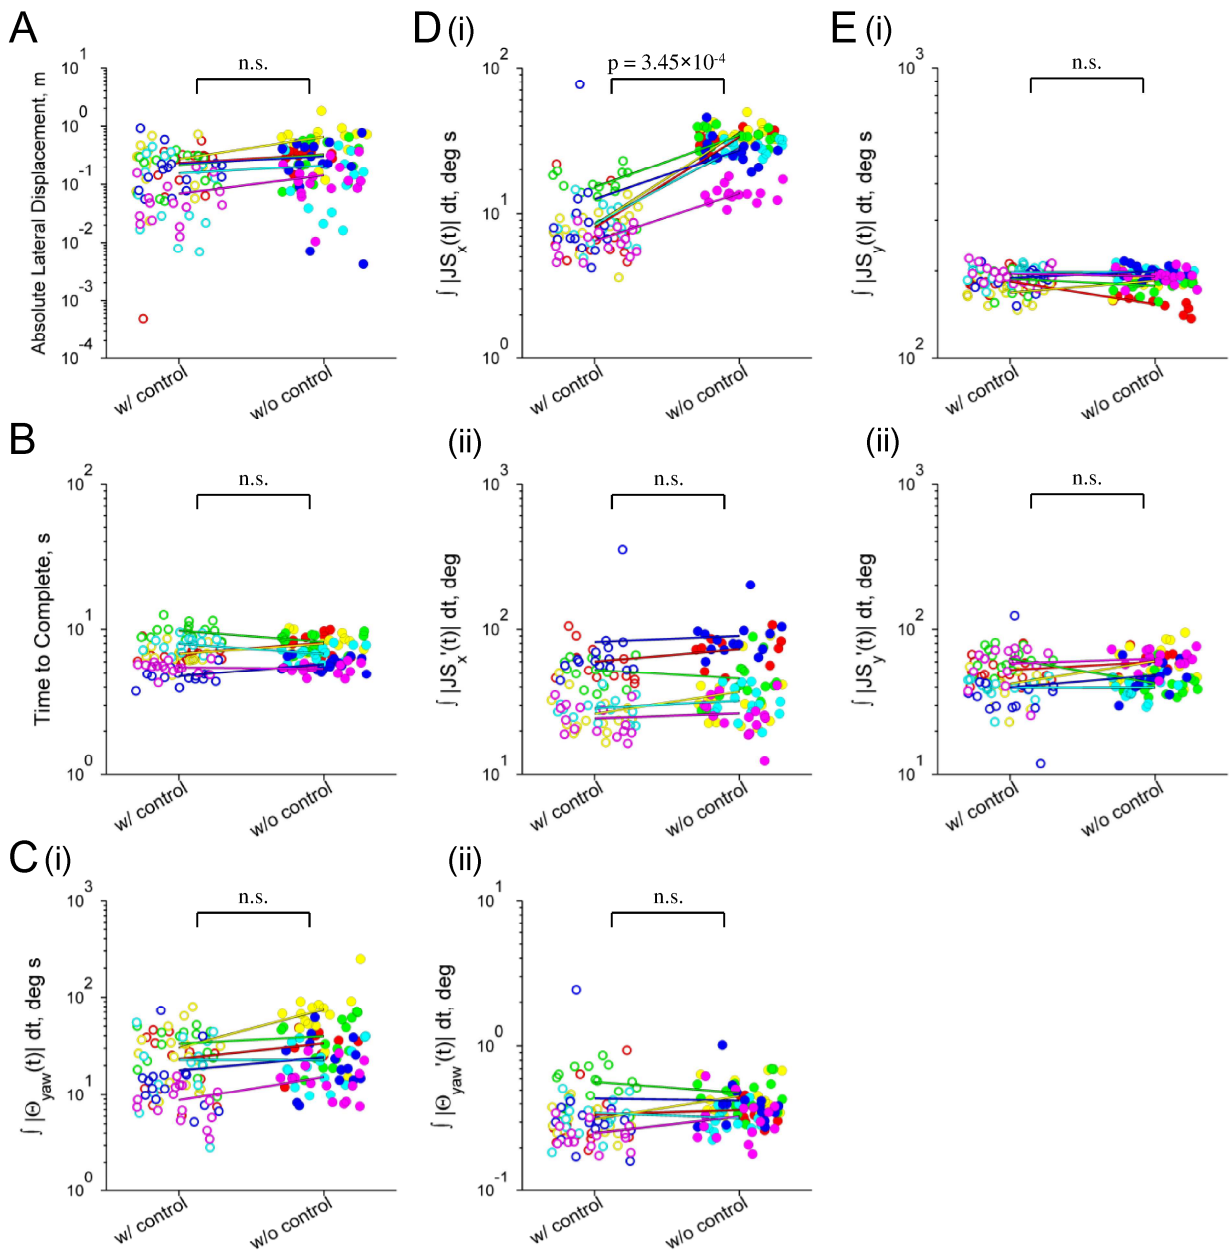 A
D (i)
E (i)
n.s.
p = 3.45×10-4
n.s.
Absolute Lateral Displacement, m
10^1
10^0
10^-1
10^-2
10^-3
10^-4
w/ control
w/o control
∫ |JS_x(t)| dt, deg s
10^2
10^1
10^0
w/ control
w/o control
∫ |JS_y(t)| dt, deg s
10^3
10^2
w/ control
w/o control
B
(ii)
(ii)
n.s.
n.s.
n.s.
Time to Complete, s
10^2
10^1
10^0
w/ control
w/o control
∫ |JS_x'(t)| dt, deg
10^3
10^2
10^1
w/ control
w/o control
∫ |JS_y'(t)| dt, deg
10^3
10^2
10^1
w/ control
w/o control
C (i)
(ii)
n.s.
n.s.
∫ |Θ_yaw(t)| dt, deg s
10^3
10^2
10^1
10^0
w/ control
w/o control
∫ |Θ_yaw'(t)| dt, deg
10^1
10^0
10^-1
w/ control
w/o control